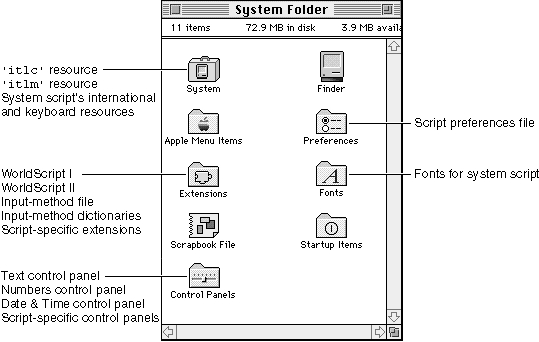 System Folder
11 items 72.9 MB in disk 3.9 MB availa
'itlc' resource
'itlm' resource
System script's international
and keyboard resources
System
Finder
Apple Menu Items
Preferences
Script preferences file
WorldScript I
WorldScript II
Input-method file
Input-method dictionaries
Script-specific extensions
Extensions
Fonts
Fonts for system script
Scrapbook File
Startup Items
Text control panel
Numbers control panel
Date & Time control panel
Script-specific control panels
Control Panels